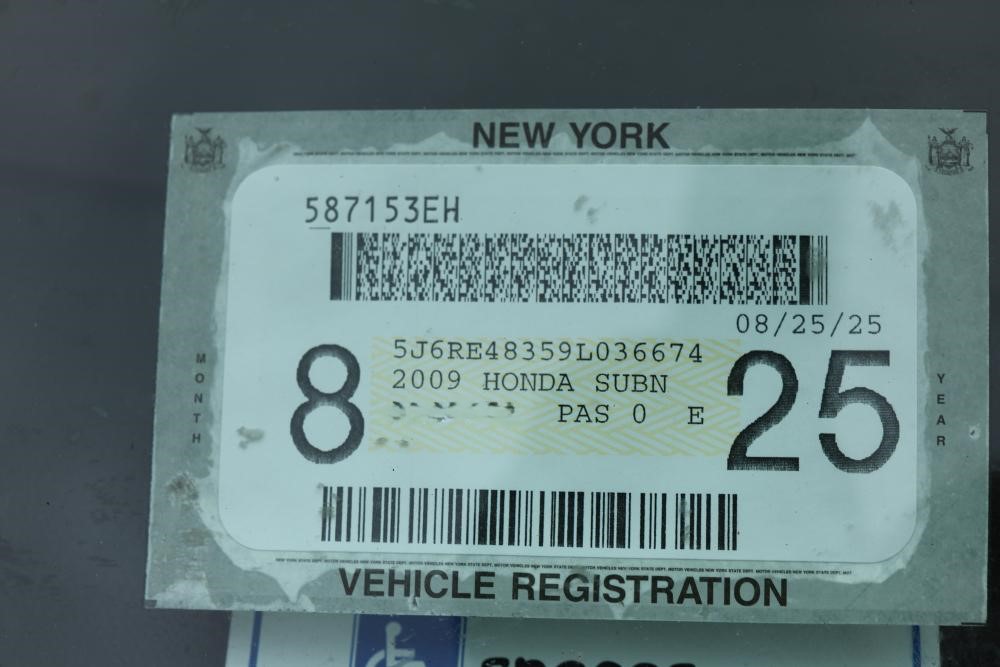 NEW YORK
587153EH
08/25/25
5J6RE48359L036674
2009 HONDA SUBN
PAS 0 E
8
25
MONTH
YEAR
VEHICLE REGISTRATION